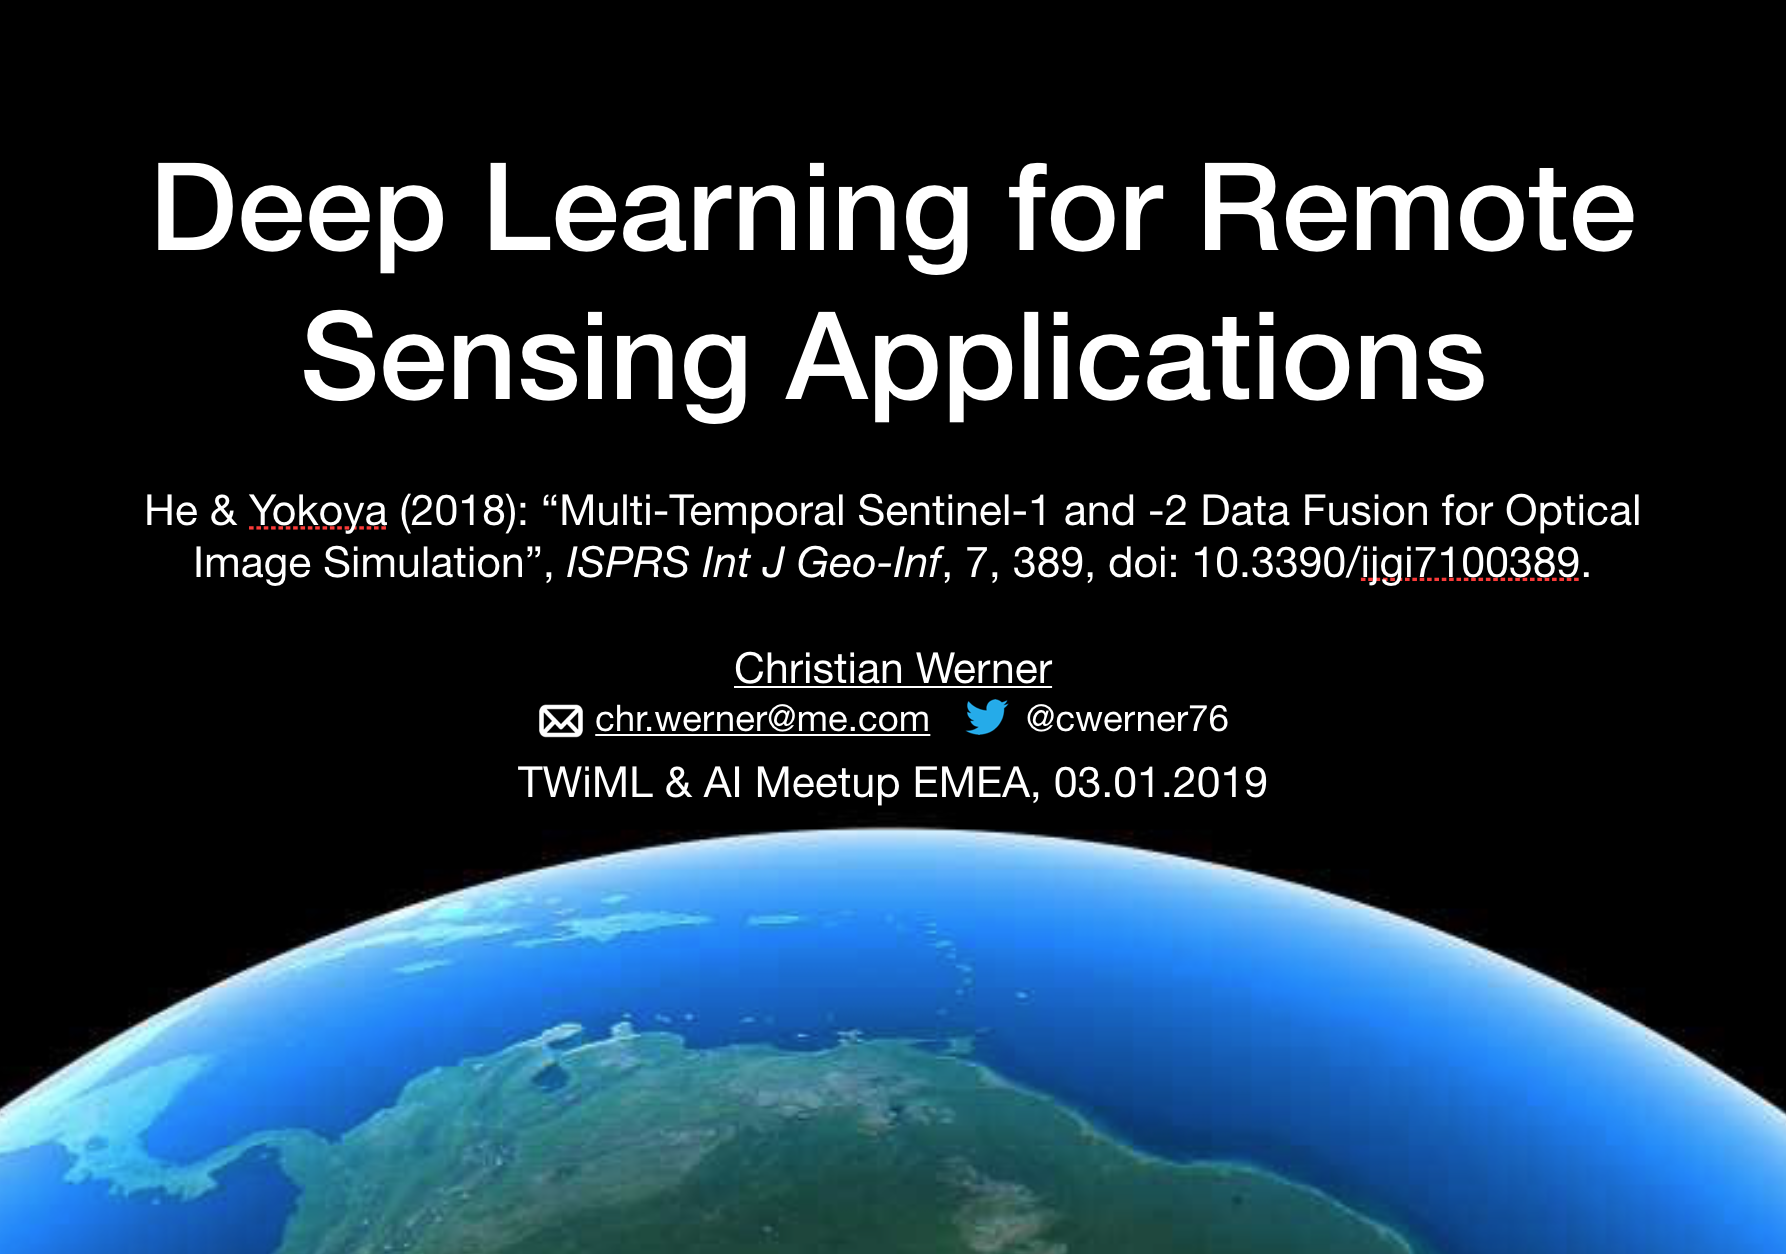 Deep Learning for Remote
Sensing Applications
He & Yokoya (2018): “Multi-Temporal Sentinel-1 and -2 Data Fusion for Optical
Image Simulation”, ISPRS Int J Geo-Inf, 7, 389, doi: 10.3390/ijgi7100389.
Christian Werner
chr.werner@me.com @cwerner76
TWiML & AI Meetup EMEA, 03.01.2019